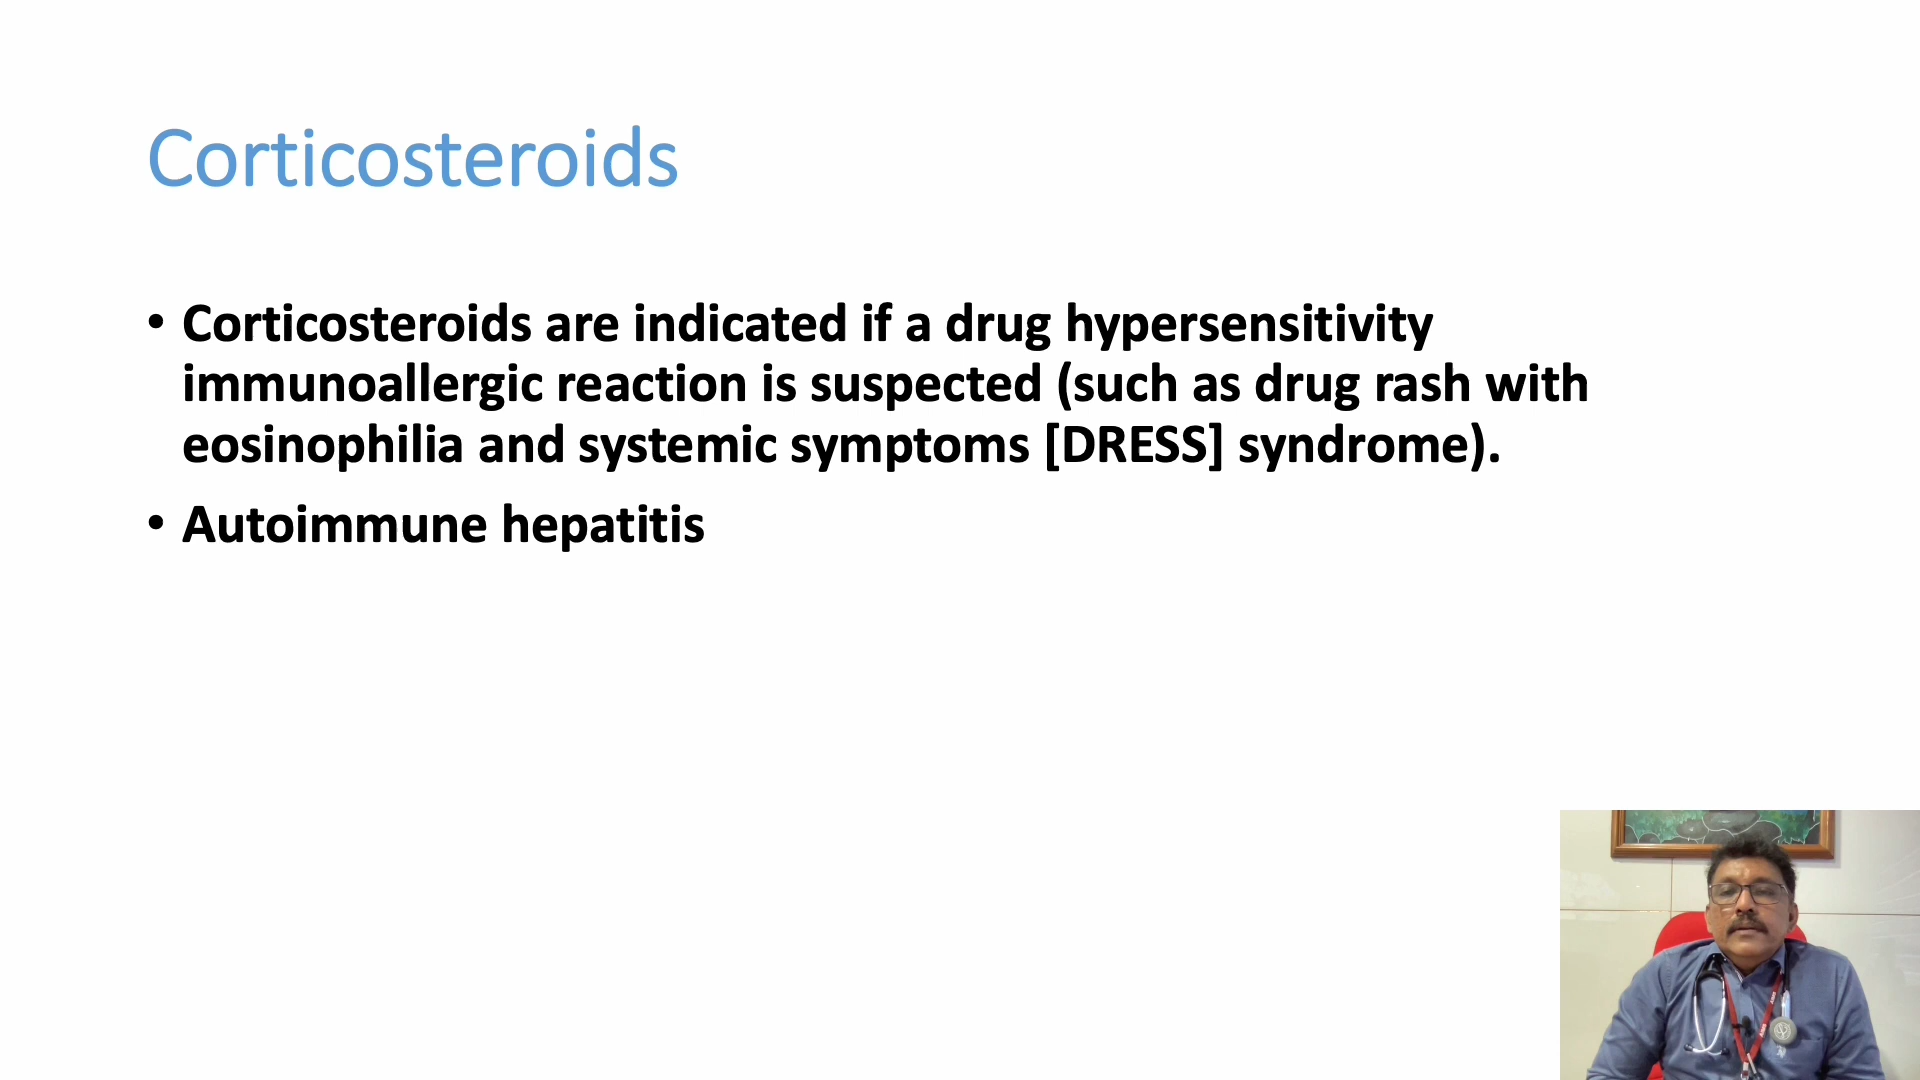 Corticosteroids
• Corticosteroids are indicated if a drug hypersensitivity
immunoallergic reaction is suspected (such as drug rash with
eosinophilia and systemic symptoms [DRESS] syndrome).
• Autoimmune hepatitis